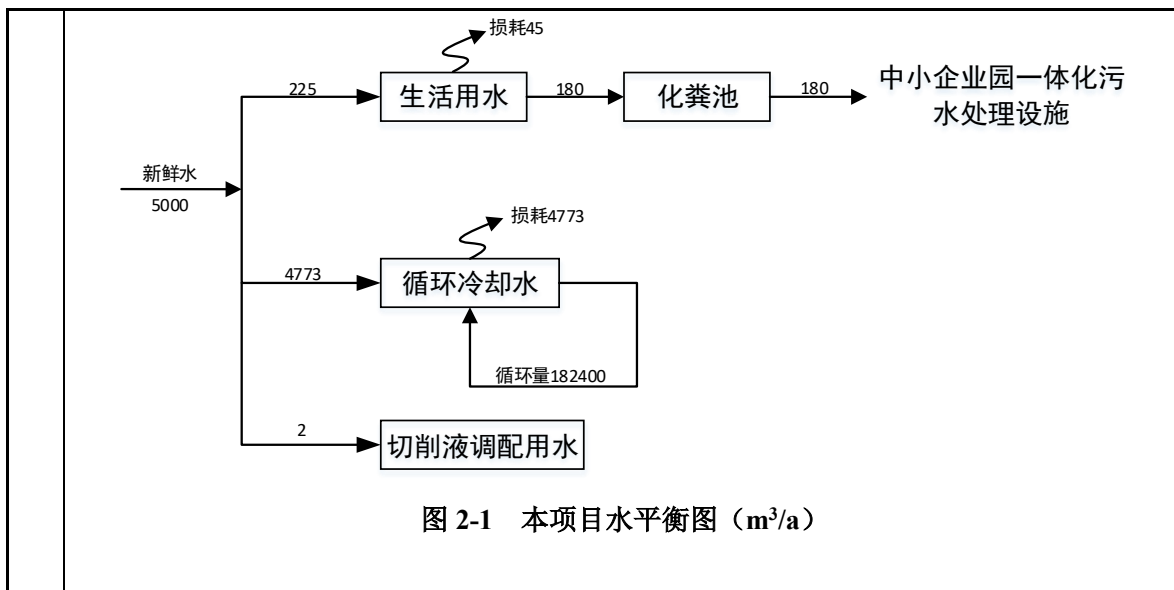 损耗45
225
生活用水
180
化粪池
180
中小企业园一体化污
水处理设施
新鲜水
5000
损耗4773
4773
循环冷却水
循环量182400
2
切削液调配用水
图 2-1 本项目水平衡图（m³/a）